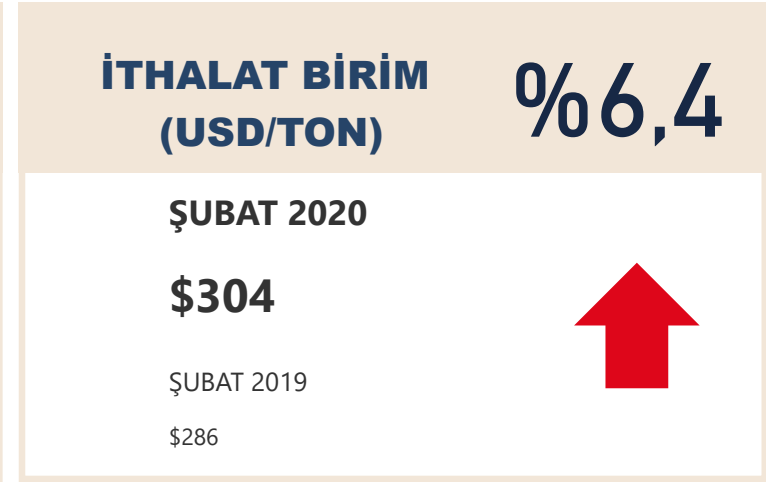 İTHALAT BİRİM
(USD/TON)
%6,4
ŞUBAT 2020
$304
ŞUBAT 2019
$286